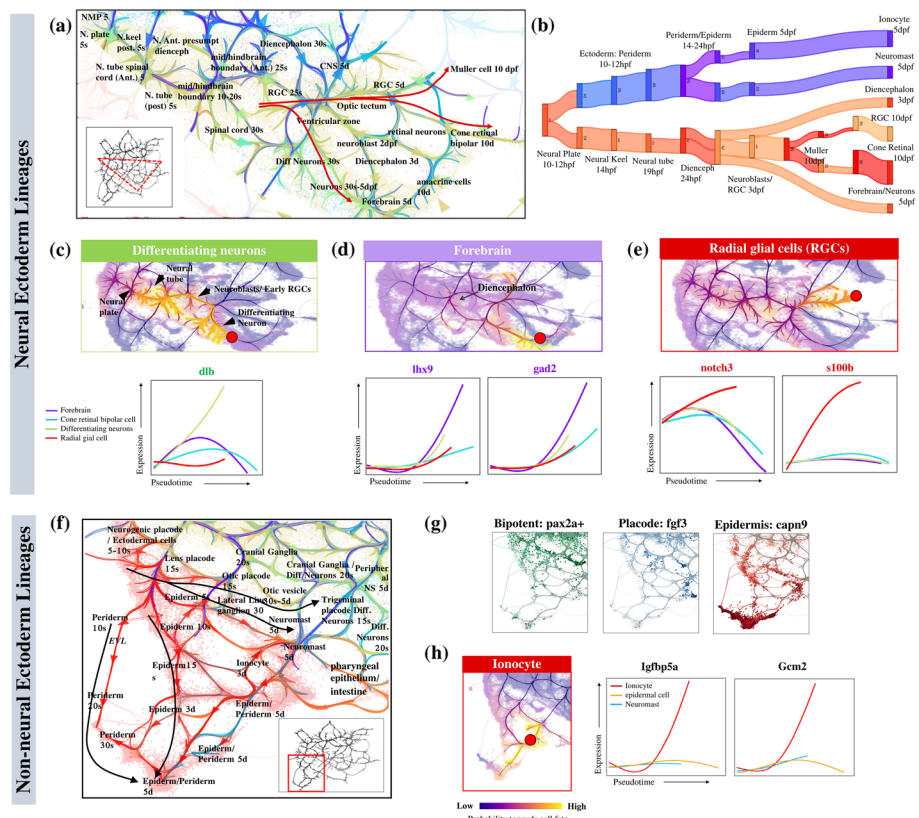 Neural Ectoderm Lineages
(a)
NMP 5
N. plate
5s
N.keel
post. 5s
N. Ant. presumpt
dienceph
N. tube spinal
cord (Ant.) 5
mid/hindbrain
boundary (Ant.) 25s
mid/hindbrain
boundary 10-20s
N. tube
(post) 5s
Diencephalon 30s
CNS 5d
RGC 25s
RGC 5d
Muller cell 10 dpf
Optic tectum
Ventricular zone
Spinal cord 30s
neuroblast 2dpf
retinal neurons
Cone retinal
bipolar 10d
Diff Neurons 30s
Diencephalon 3d
Neurons 30s-5dpf
amacrine cells
10d
Forebrain 5d
(b)
Ionocyte
5dpf
Epiderm 5dpf
Periderm/Epiderm
14-24hpf
Ectoderm: Periderm
10-12hpf
Neuromast
5dpf
Diencephalon
3dpf
RGC 10dpf
Cone Retinal
10dpf
Muller
10dpf
Neural Plate
10-12hpf
Neural Keel
14hpf
Neural tube
19hpf
Dienceph
24hpf
Neuroblasts/
RGC 3dpf
Forebrain/Neurons
5dpf
(c)
Differentiating neurons
Neural
tube
Neuroblasts/ Early RGCs
Neural
plate
Differentiating
Neuron
dlb
Expression
Pseudotime
Forebrain
Cone retinal bipolar cell
Differentiating neurons
Radial gial cell
(d)
Forebrain
Diencephalon
lhx9
gad2
Expression
Pseudotime
(e)
Radial glial cells (RGCs)
notch3
s100b
Expression
Pseudotime
Non-neural Ectoderm Lineages
(f)
Neurogenic placode
/ Ectodermal cells
5-10s
Lens placode
15s
Cranial Ganglia
20s
Cranial Ganglia /
Diff Neurons 20s
Peripher
al
NS 5d
Otic placode
15s
Otic vesicle
30s-5d
Epiderm 5s
Lateral Line
ganglion 30
Trigeminal
placode Diff.
Neurons 15s
Periderm
10s
EVL
Epiderm 10s
Neuromast
5d
Diff.
Neurons
20s
Neuromast
5d
Epiderm15
s
Ionocyte
3d
pharyngeal
epithelium/
intestine
Periderm
20s
Epiderm 3d
Epiderm/
Periderm 5d
Periderm
30s
Epiderm/
Periderm 5d
Epiderm/Periderm
5d
(g)
Bipotent: pax2a+
Placode: fgf3
Epidermis: capn9
(h)
Ionocyte
Low
High
Igfbp5a
Gcm2
Ionocyte
epidermal cell
Neuromast
Expression
Pseudotime